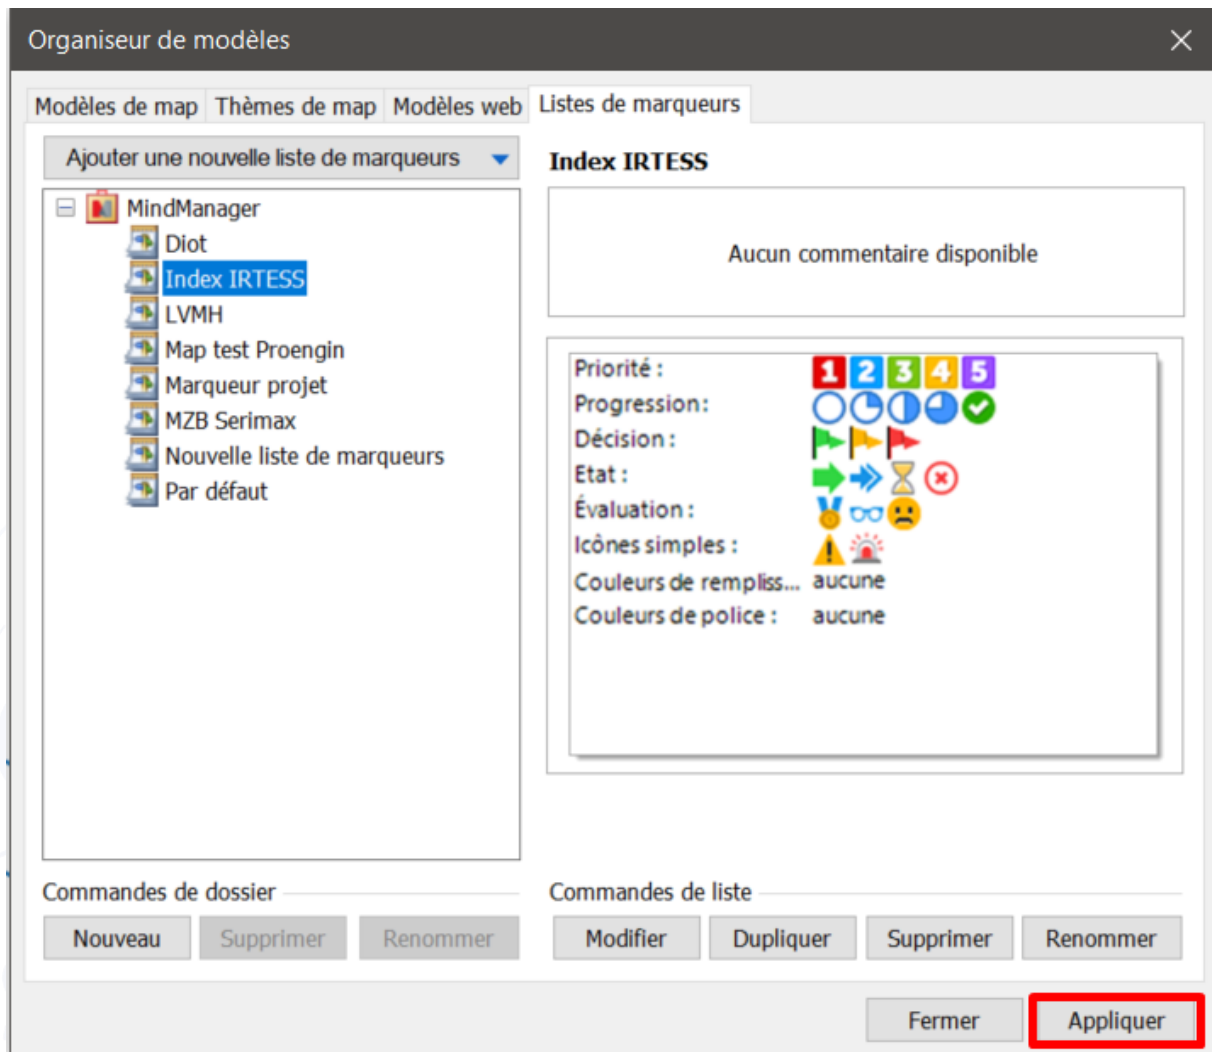 Organiseur de modèles
Modèles de map Thèmes de map Modèles web Listes de marqueurs
Ajouter une nouvelle liste de marqueurs
MindManager
Diot
Index IRTESS
LVMH
Map test Proengin
Marqueur projet
MZB Serimax
Nouvelle liste de marqueurs
Par défaut
Index IRTESS
Aucun commentaire disponible
Priorité : 1 2 3 4 5
Progression :
Décision :
Etat :
Évaluation :
Icônes simples :
Couleurs de rempliss... aucune
Couleurs de police : aucune
Commandes de dossier
Nouveau Supprimer Renommer
Commandes de liste
Modifier Dupliquer Supprimer Renommer
Fermer Appliquer